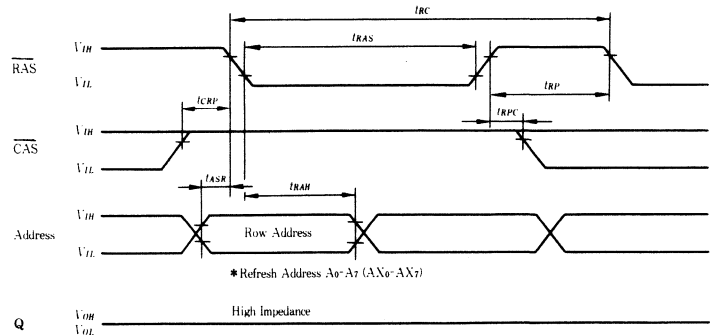 tRC
tRAS
VIH
RAS
VIL
tCRP
tRP
tRPC
VIH
CAS
VIL
tASR
tRAH
VIH
Address
Row Address
VIL
* Refresh Address A0-A7 (AX0-AX7)
High Impedance
VOH
Q
VOL